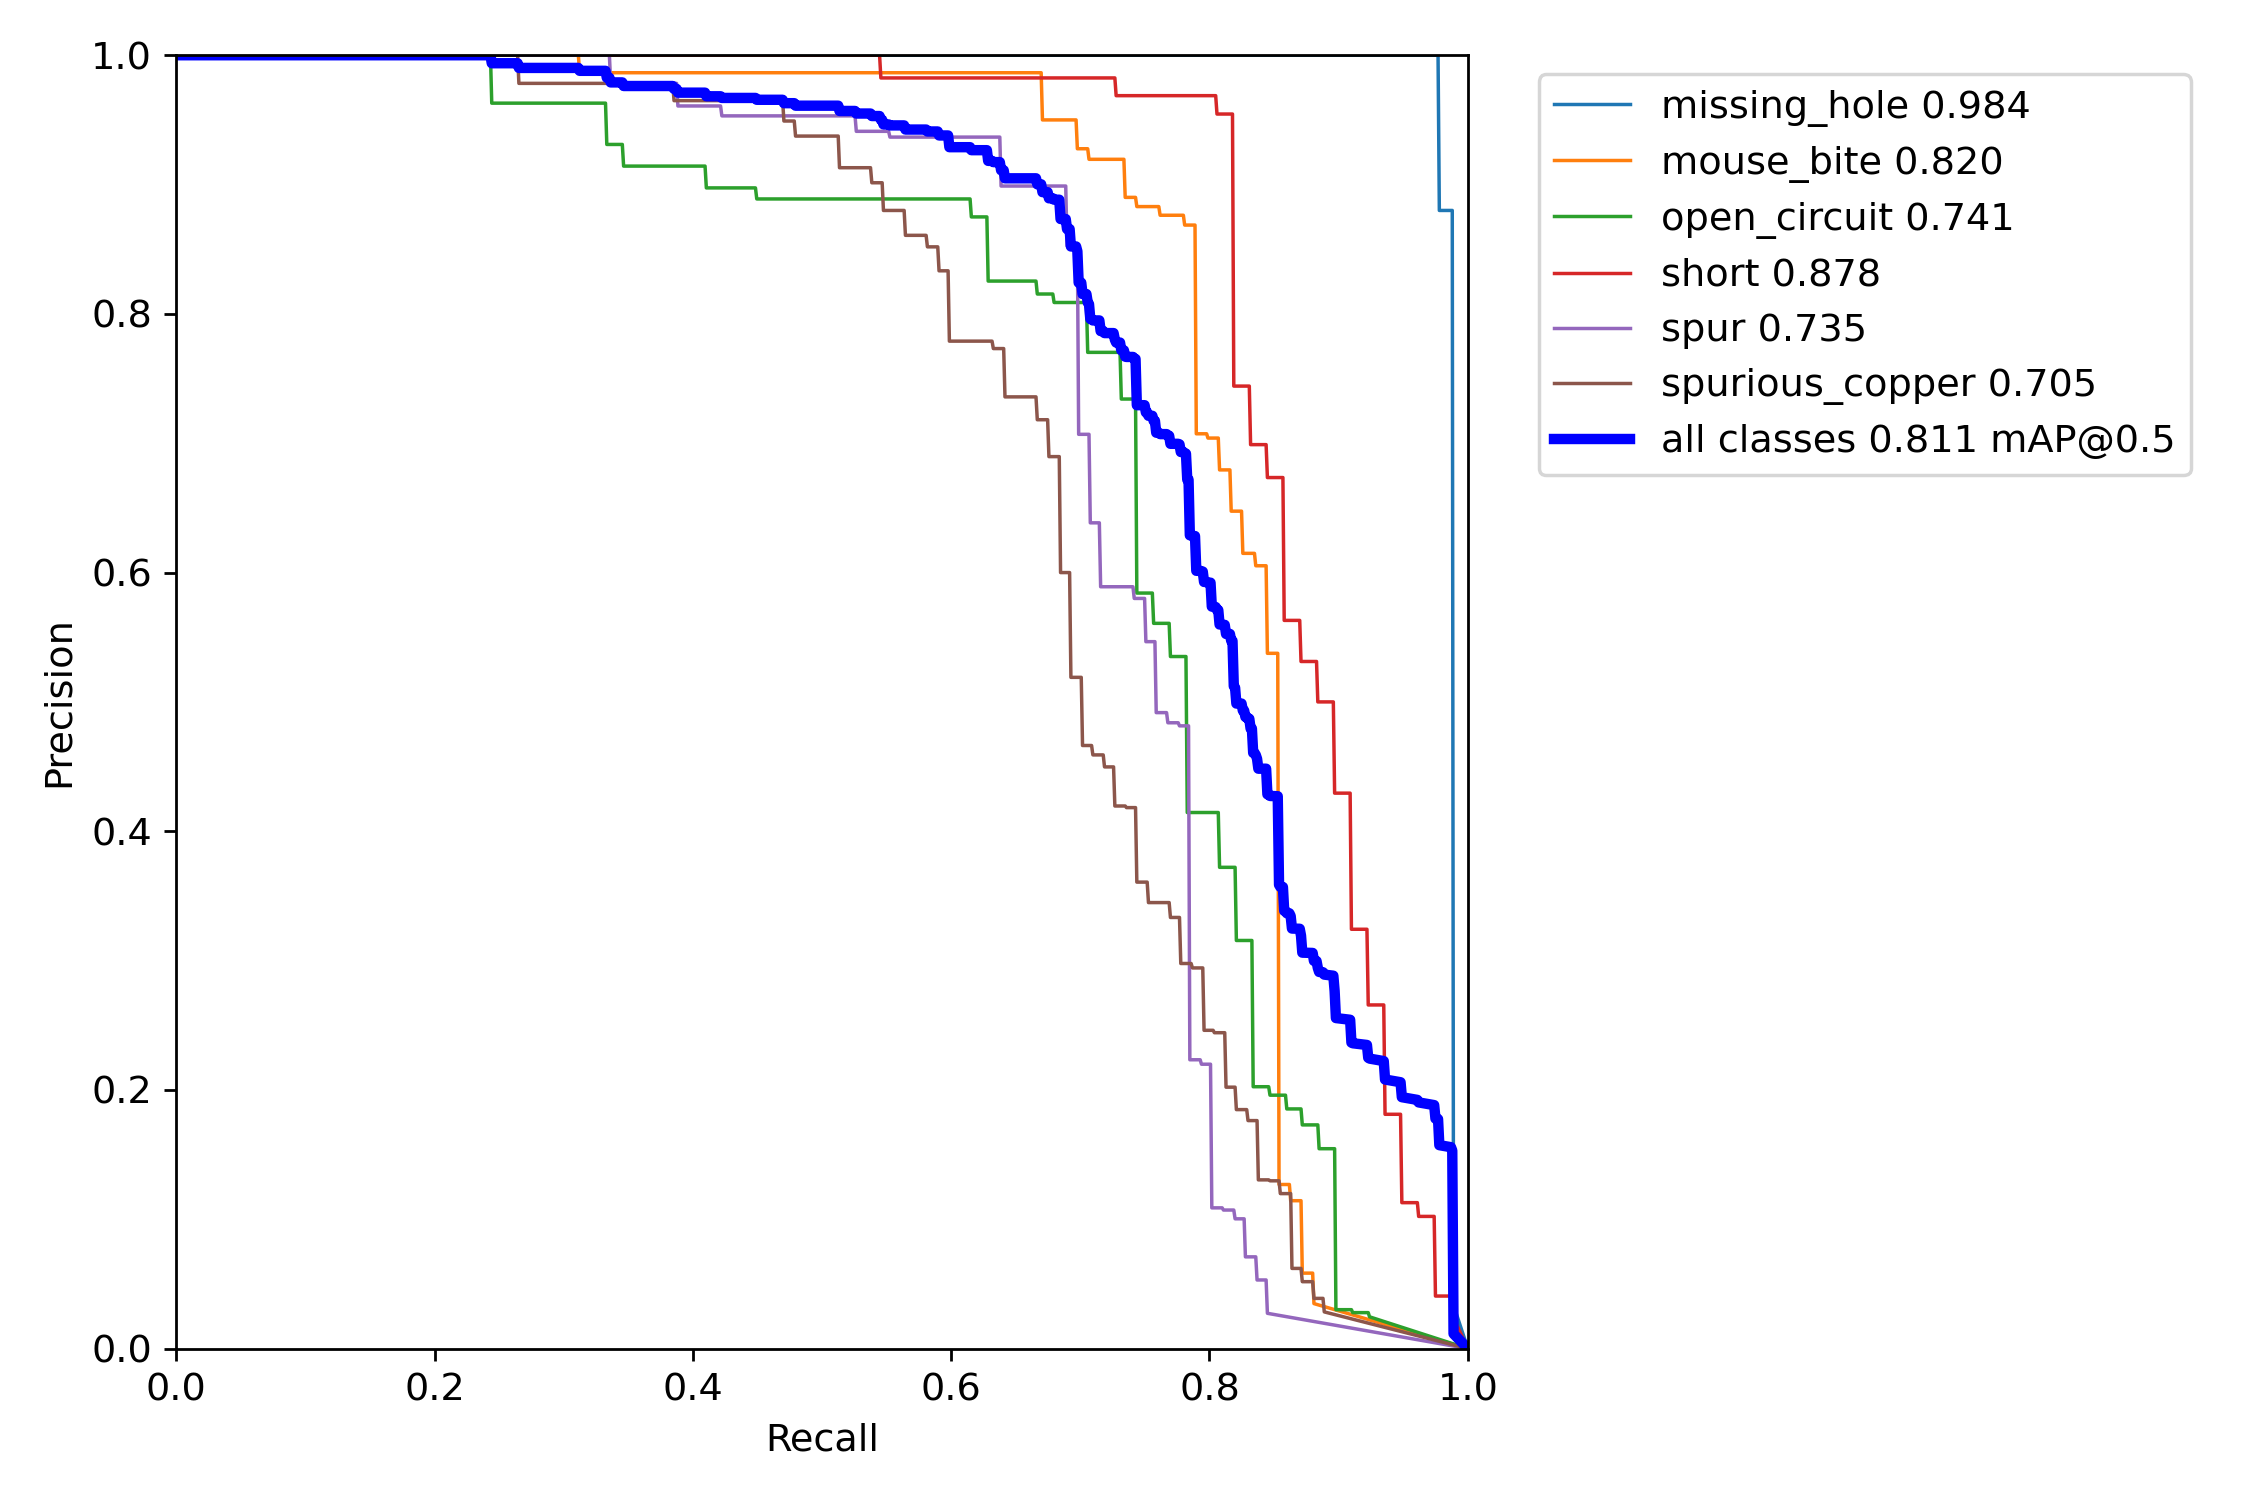 1.0
0.8
0.6
0.4
0.2
0.0
Precision
0.0 0.2 0.4 0.6 0.8 1.0
Recall
missing_hole 0.984
mouse_bite 0.820
open_circuit 0.741
short 0.878
spur 0.735
spurious_copper 0.705
all classes 0.811 mAP@0.5